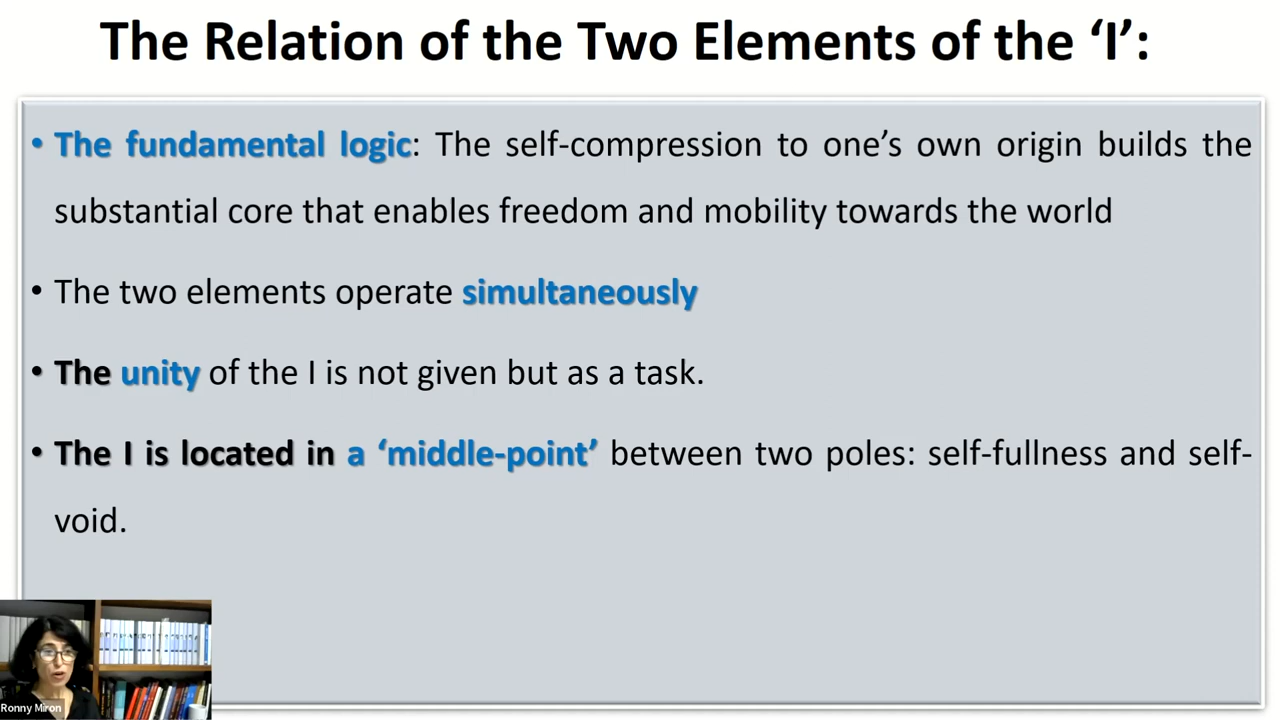 The Relation of the Two Elements of the ‘I’:
• The fundamental logic: The self-compression to one’s own origin builds the
substantial core that enables freedom and mobility towards the world
• The two elements operate simultaneously
• The unity of the I is not given but as a task.
• The I is located in a ‘middle-point’ between two poles: self-fullness and self-
void.
Ronny Miron